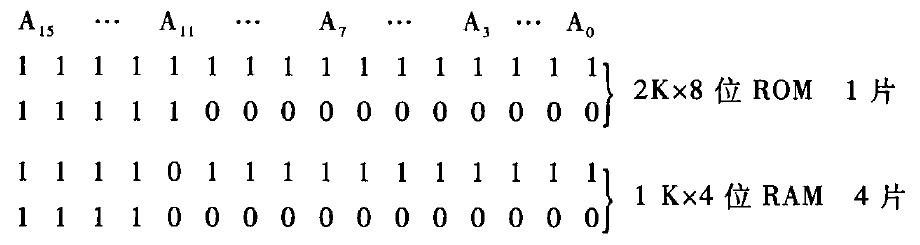 A₁₅ ⋯ A₁₁ ⋯ A₇ ⋯ A₃ ⋯ A₀
1 1 1 1 1 1 1 1 1 1 1 1 1 1 1 1
1 1 1 1 1 0 0 0 0 0 0 0 0 0 0 0 } 2K×8 位 ROM 1 片
1 1 1 1 0 1 1 1 1 1 1 1 1 1 1 1
1 1 1 1 0 0 0 0 0 0 0 0 0 0 0 0 } 1 K×4 位 RAM 4 片